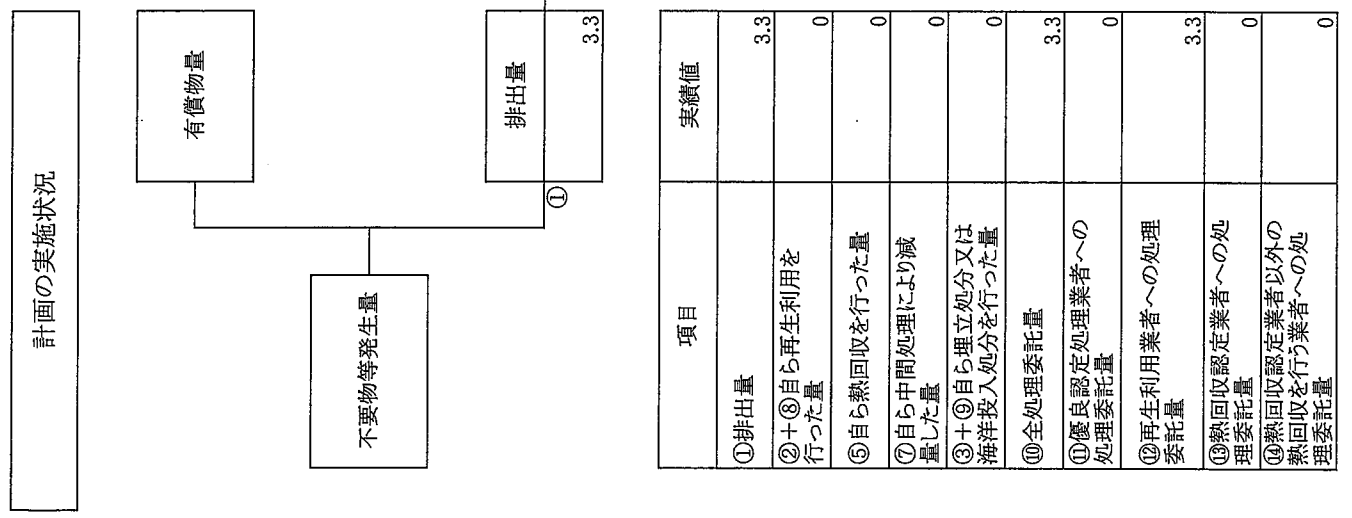 計画の実施状況
有償物量
不要物等発生量
排出量
①
3.3
項目
実績値
①排出量
3.3
②+⑧自ら再生利用を
行った量
0
⑤自ら熱回収を行った量
0
⑦自ら中間処理により減
量した量
0
③+⑨自ら埋立処分又は
海洋投入処分を行った量
0
⑩全処理委託量
3.3
⑪優良認定処理業者への
処理委託量
0
⑫再生利用業者への処理
委託量
3.3
⑬熱回収認定業者への処
理委託量
0
⑭熱回収認定業者以外の
熱回収を行う業者への処
理委託量
0